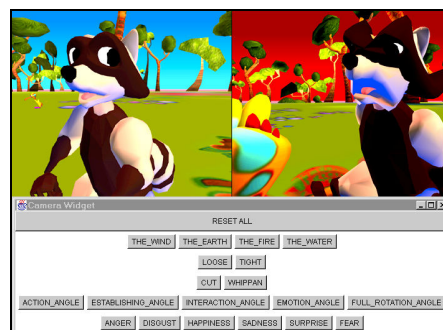 Camera Widget
RESET ALL
THE_WIND THE_EARTH THE_FIRE THE_WATER
LOOSE TIGHT
CUT WHIPPAN
ACTION_ANGLE ESTABLISHING_ANGLE INTERACTION_ANGLE EMOTION_ANGLE FULL_ROTATION_ANGLE
ANGER DISGUST HAPPINESS SADNESS SURPRISE FEAR